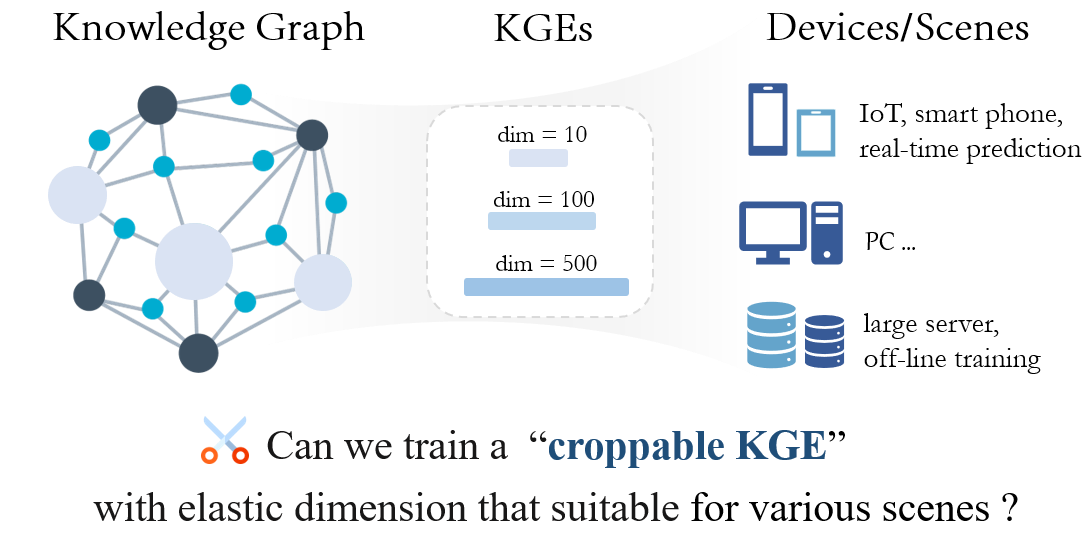 Knowledge Graph
KGEs
Devices/Scenes
dim = 10
dim = 100
dim = 500
IoT, smart phone,
real-time prediction
PC ...
large server,
off-line training
Can we train a “croppable KGE”
with elastic dimension that suitable for various scenes ?